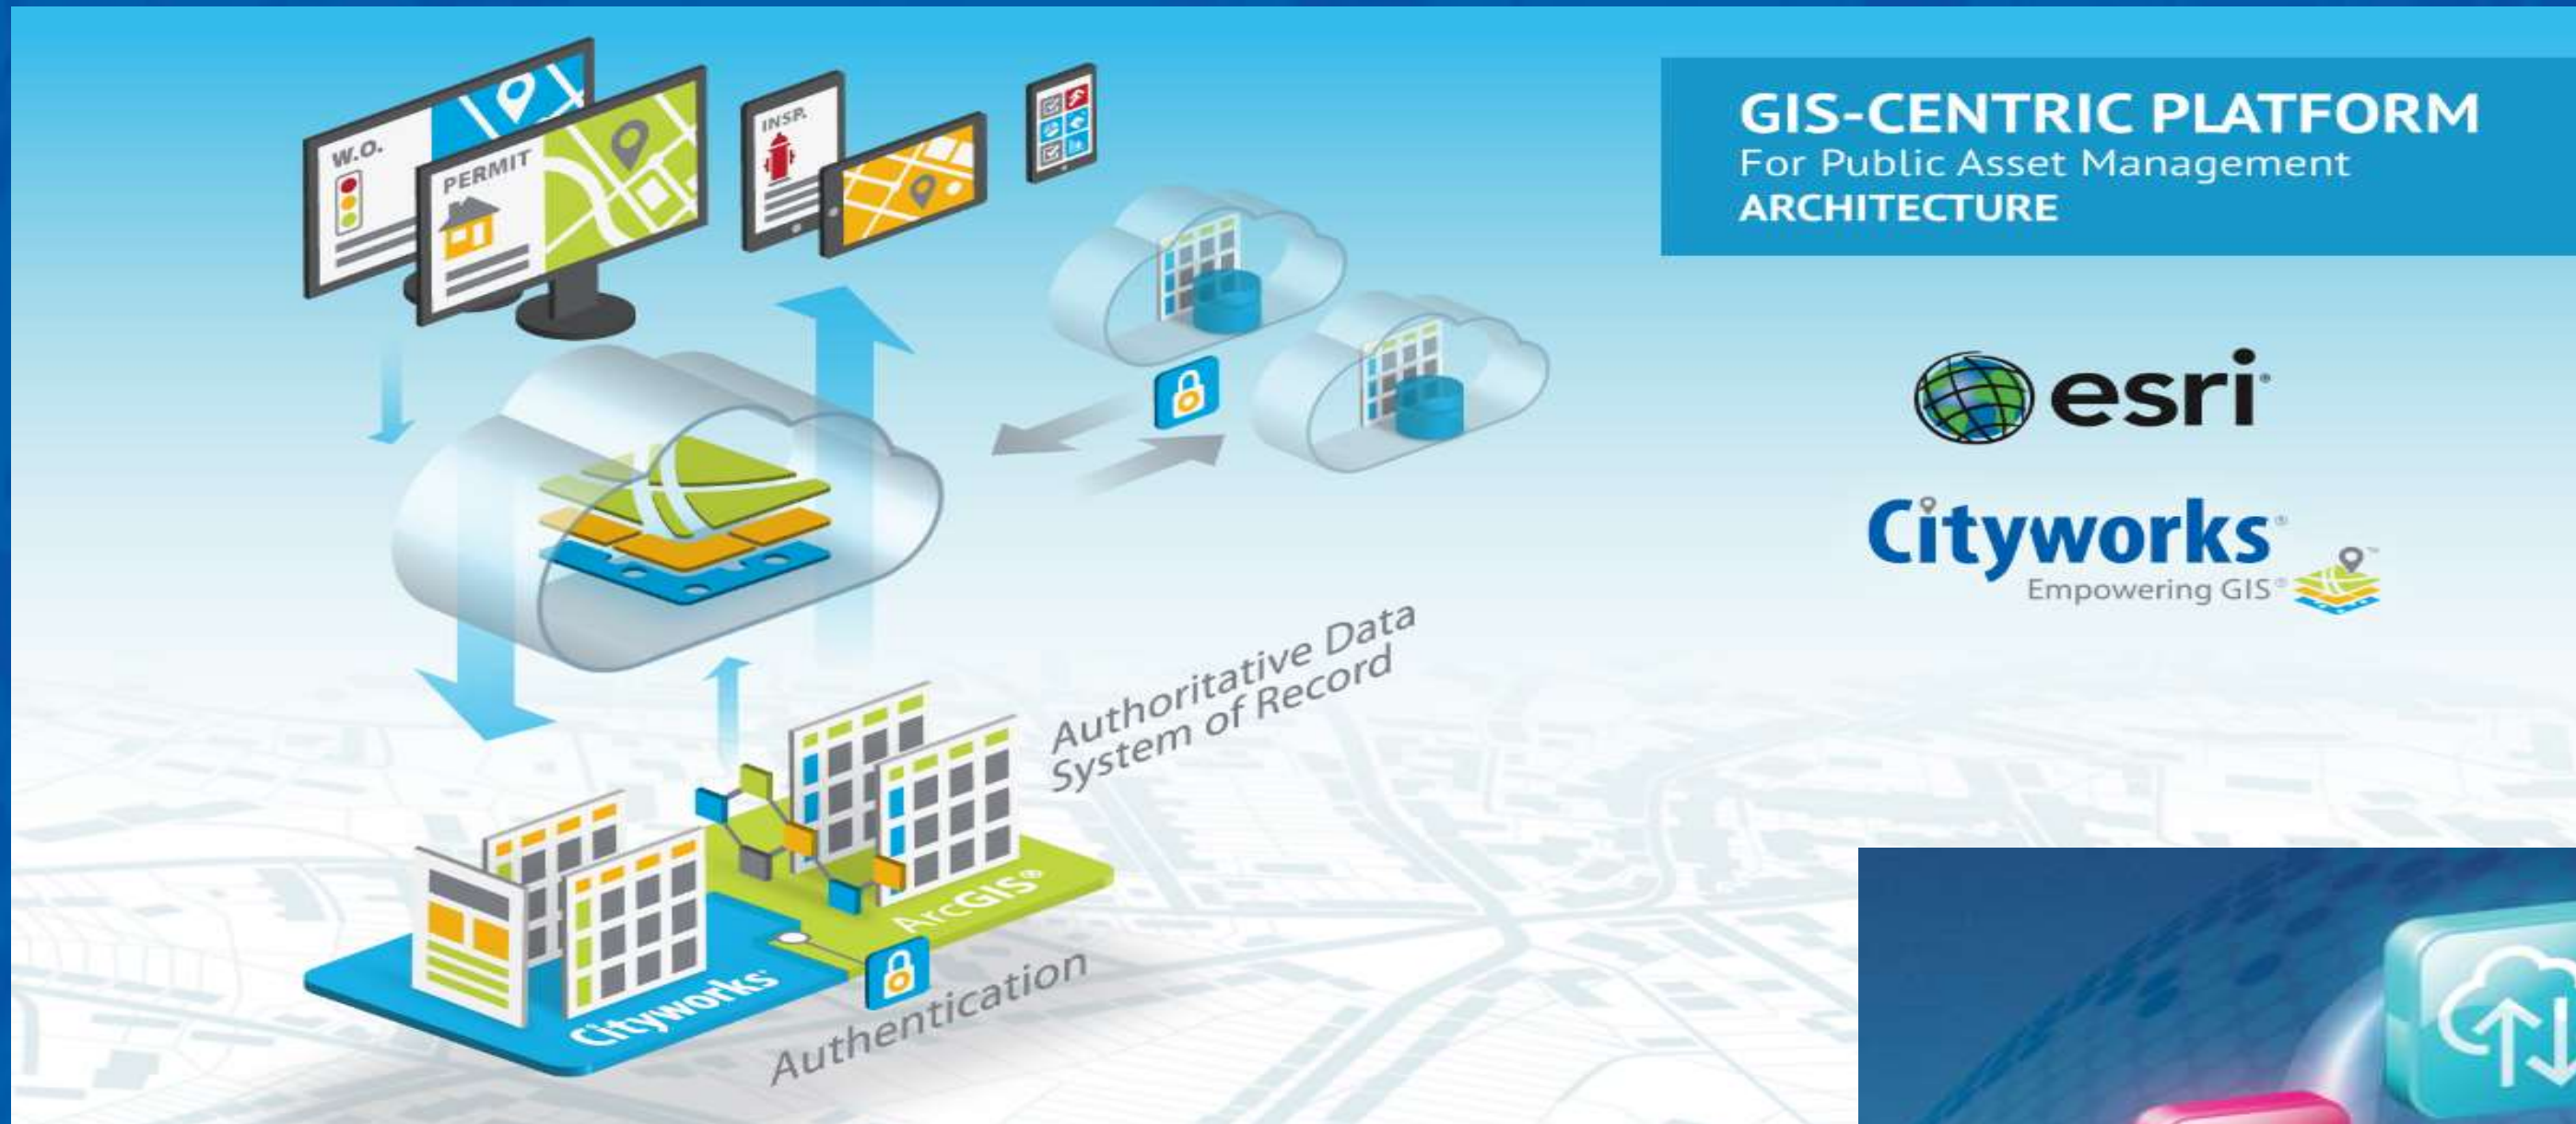 GIS-CENTRIC PLATFORM
For Public Asset Management
ARCHITECTURE
W.O.
PERMIT
INSP.
esri®
Cityworks®
Empowering GIS®
™
Authoritative Data
System of Record
ArcGIS®
Cityworks®
Authentication